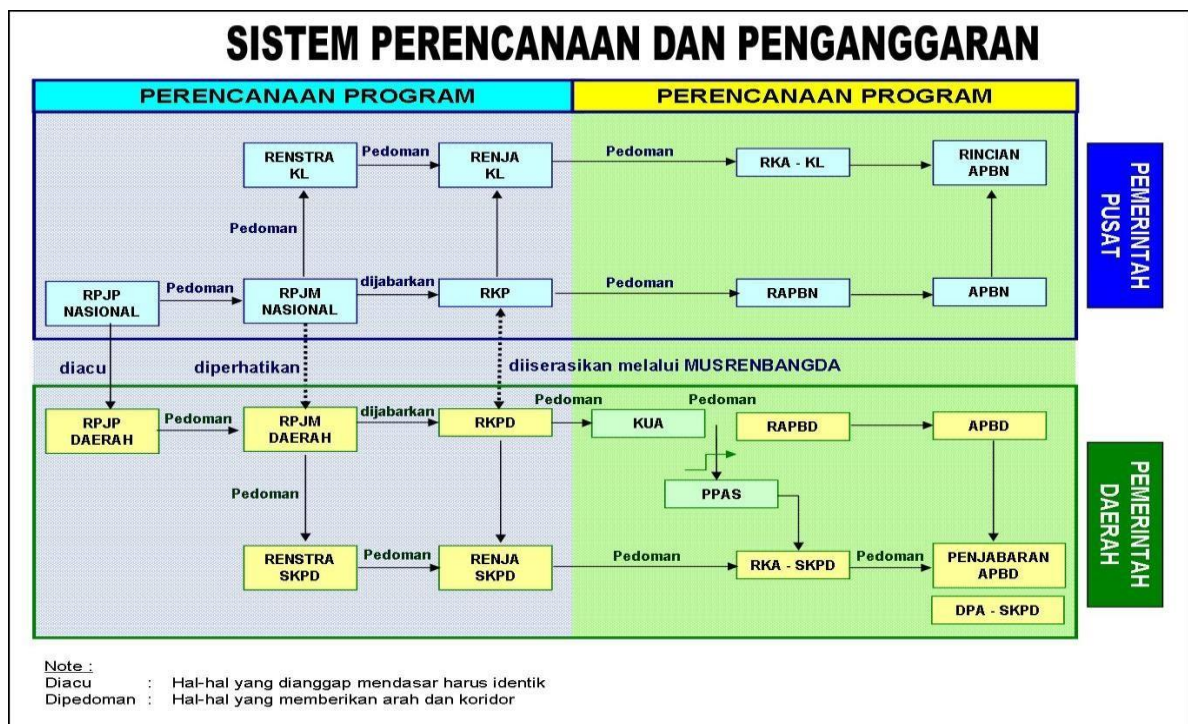 SISTEM PERENCANAAN DAN PENGANGGARAN
PERENCANAAN PROGRAM
PERENCANAAN PROGRAM
RENSTRA
KL
Pedoman
RENJA
KL
Pedoman
RKA - KL
RINCIAN
APBN
PEMERINTAH
PUSAT
Pedoman
RPJP
NASIONAL
Pedoman
RPJM
NASIONAL
dijabarkan
RKP
Pedoman
RAPBN
APBN
diacu
diperhatikan
diiserasikan melalui MUSRENBANGDA
RPJP
DAERAH
Pedoman
RPJM
DAERAH
dijabarkan
RKPD
Pedoman
KUA
Pedoman
RAPBD
APBD
PEMERINTAH
DAERAH
Pedoman
PPAS
RENSTRA
SKPD
Pedoman
RENJA
SKPD
Pedoman
RKA - SKPD
Pedoman
PENJABARAN
APBD
DPA - SKPD
Note :
Diacu : Hal-hal yang dianggap mendasar harus identik
Dipedoman : Hal-hal yang memberikan arah dan koridor